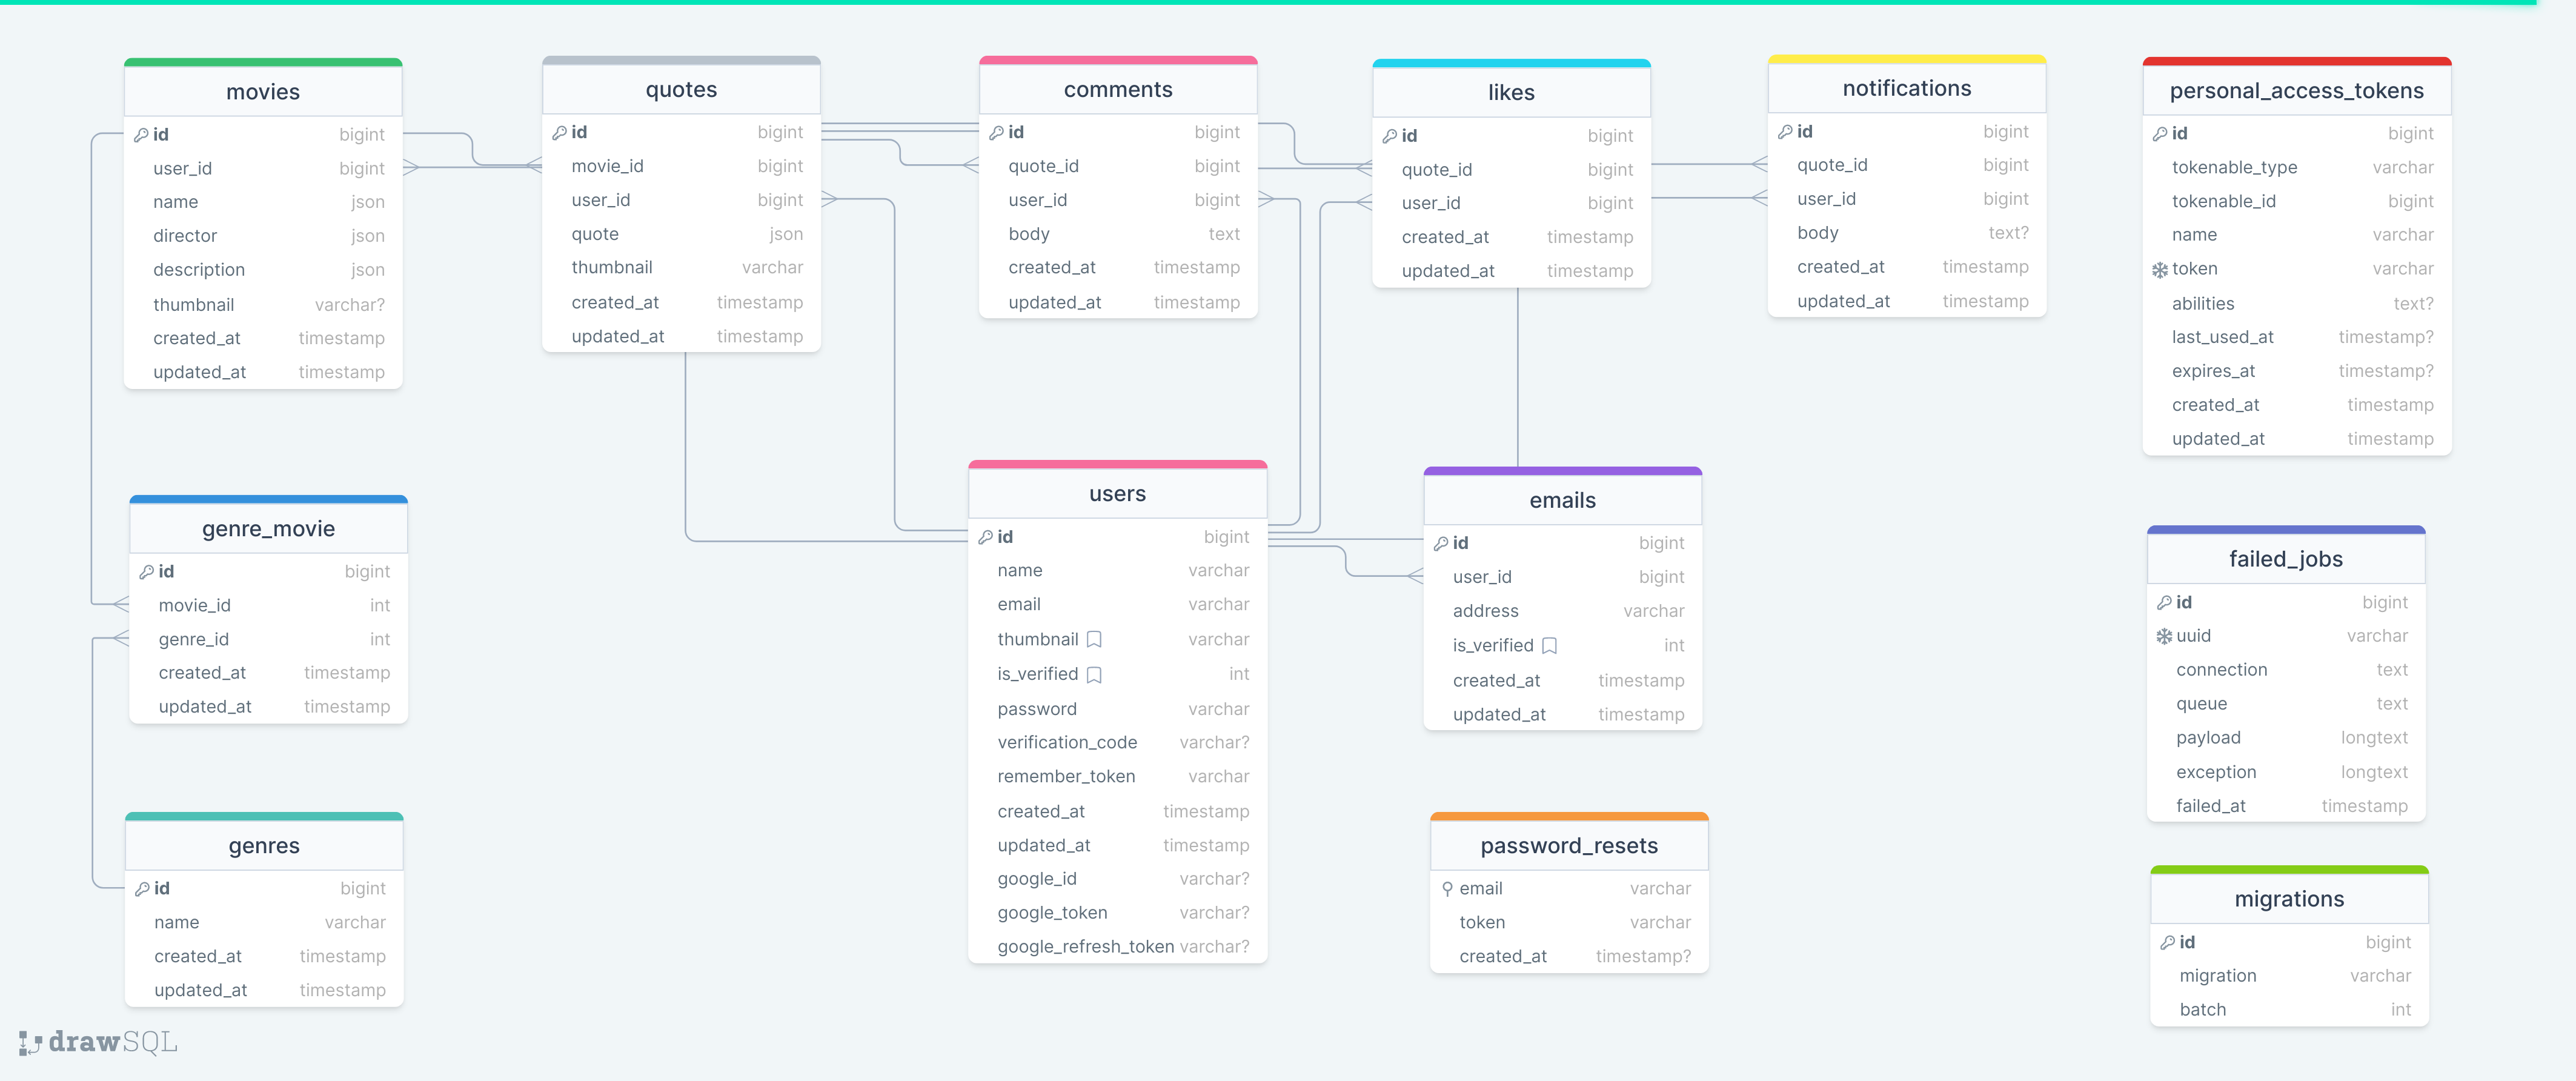 movies
id bigint
user_id bigint
name json
director json
description json
thumbnail varchar?
created_at timestamp
updated_at timestamp
quotes
id bigint
movie_id bigint
user_id bigint
quote json
thumbnail varchar
created_at timestamp
updated_at timestamp
comments
id bigint
quote_id bigint
user_id bigint
body text
created_at timestamp
updated_at timestamp
likes
id bigint
quote_id bigint
user_id bigint
created_at timestamp
updated_at timestamp
notifications
id bigint
quote_id bigint
user_id bigint
body text?
created_at timestamp
updated_at timestamp
personal_access_tokens
id bigint
tokenable_type varchar
tokenable_id bigint
name varchar
token varchar
abilities text?
last_used_at timestamp?
expires_at timestamp?
created_at timestamp
updated_at timestamp
genre_movie
id bigint
movie_id int
genre_id int
created_at timestamp
updated_at timestamp
users
id bigint
name varchar
email varchar
thumbnail varchar
is_verified int
password varchar
verification_code varchar?
remember_token varchar
created_at timestamp
updated_at timestamp
google_id varchar?
google_token varchar?
google_refresh_token varchar?
emails
id bigint
user_id bigint
address varchar
is_verified int
created_at timestamp
updated_at timestamp
failed_jobs
id bigint
uuid varchar
connection text
queue text
payload longtext
exception longtext
failed_at timestamp
genres
id bigint
name varchar
created_at timestamp
updated_at timestamp
password_resets
email varchar
token varchar
created_at timestamp?
migrations
id bigint
migration varchar
batch int
drawSQL